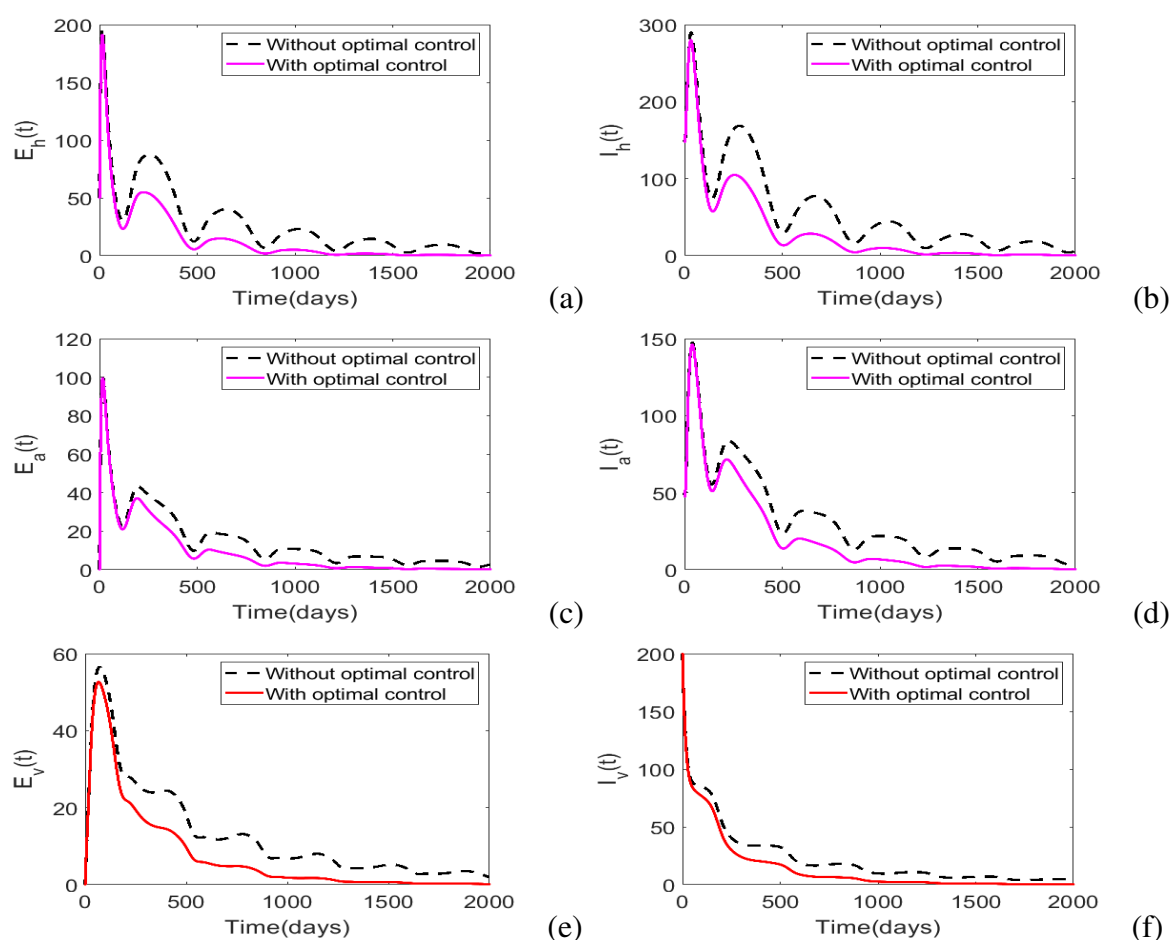 200
150
100
50
0
E_h(t)
Without optimal control
With optimal control
0 500 1000 1500 2000
Time(days)
(a)
300
200
100
0
I_h(t)
Without optimal control
With optimal control
0 500 1000 1500 2000
Time(days)
(b)
120
100
80
60
40
20
0
E_a(t)
Without optimal control
With optimal control
0 500 1000 1500 2000
Time(days)
(c)
150
100
50
0
I_a(t)
Without optimal control
With optimal control
0 500 1000 1500 2000
Time(days)
(d)
60
40
20
0
E_v(t)
Without optimal control
With optimal control
0 500 1000 1500 2000
Time(days)
(e)
200
150
100
50
0
I_v(t)
Without optimal control
With optimal control
0 500 1000 1500 2000
Time(days)
(f)